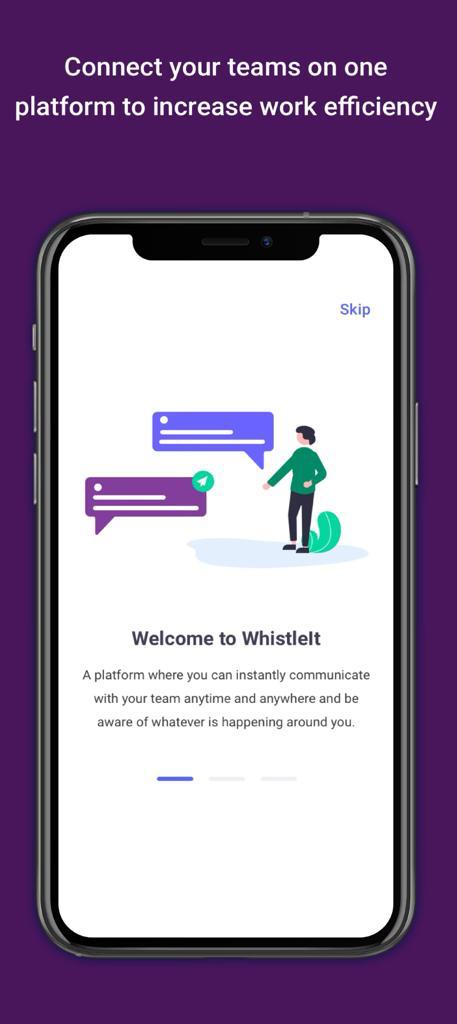 Connect your teams on one
platform to increase work efficiency
Skip
Welcome to WhistleIt
A platform where you can instantly communicate
with your team anytime and anywhere and be
aware of whatever is happening around you.